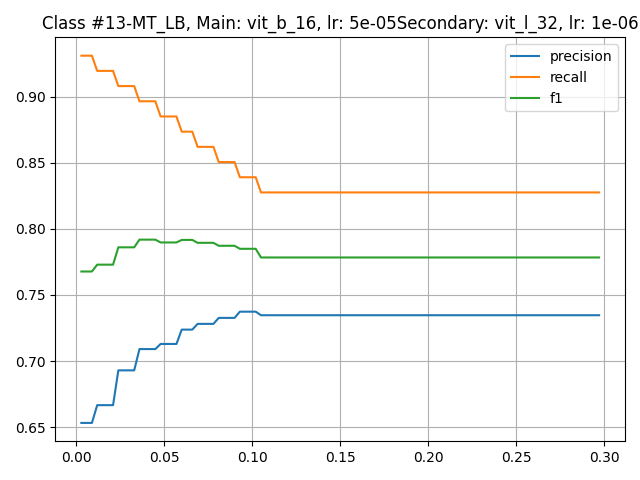 Class #13-MT_LB, Main: vit_b_16, lr: 5e-05Secondary: vit_l_32, lr: 1e-06
precision
recall
f1
0.90
0.85
0.80
0.75
0.70
0.65
0.00 0.05 0.10 0.15 0.20 0.25 0.30